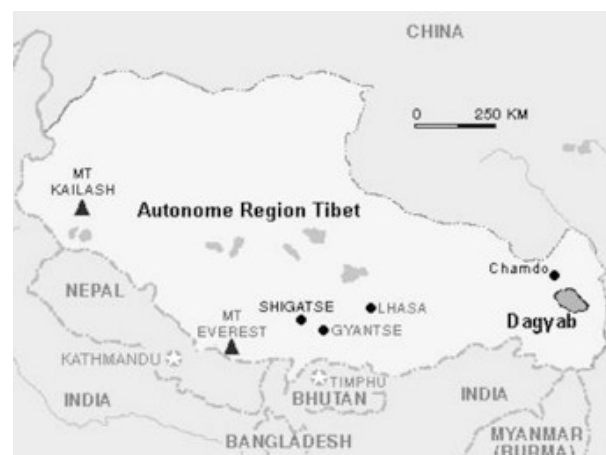 CHINA
0 250 KM
MT
KAILASH
Autonome Region Tibet
Chamdo
NEPAL
SHIGATSE
LHASA
MT
EVEREST
GYANTSE
Dagyab
KATHMANDU
TIMPHU
INDIA
BHUTAN
INDIA
BANGLADESH
MYANMAR
(BURMA)